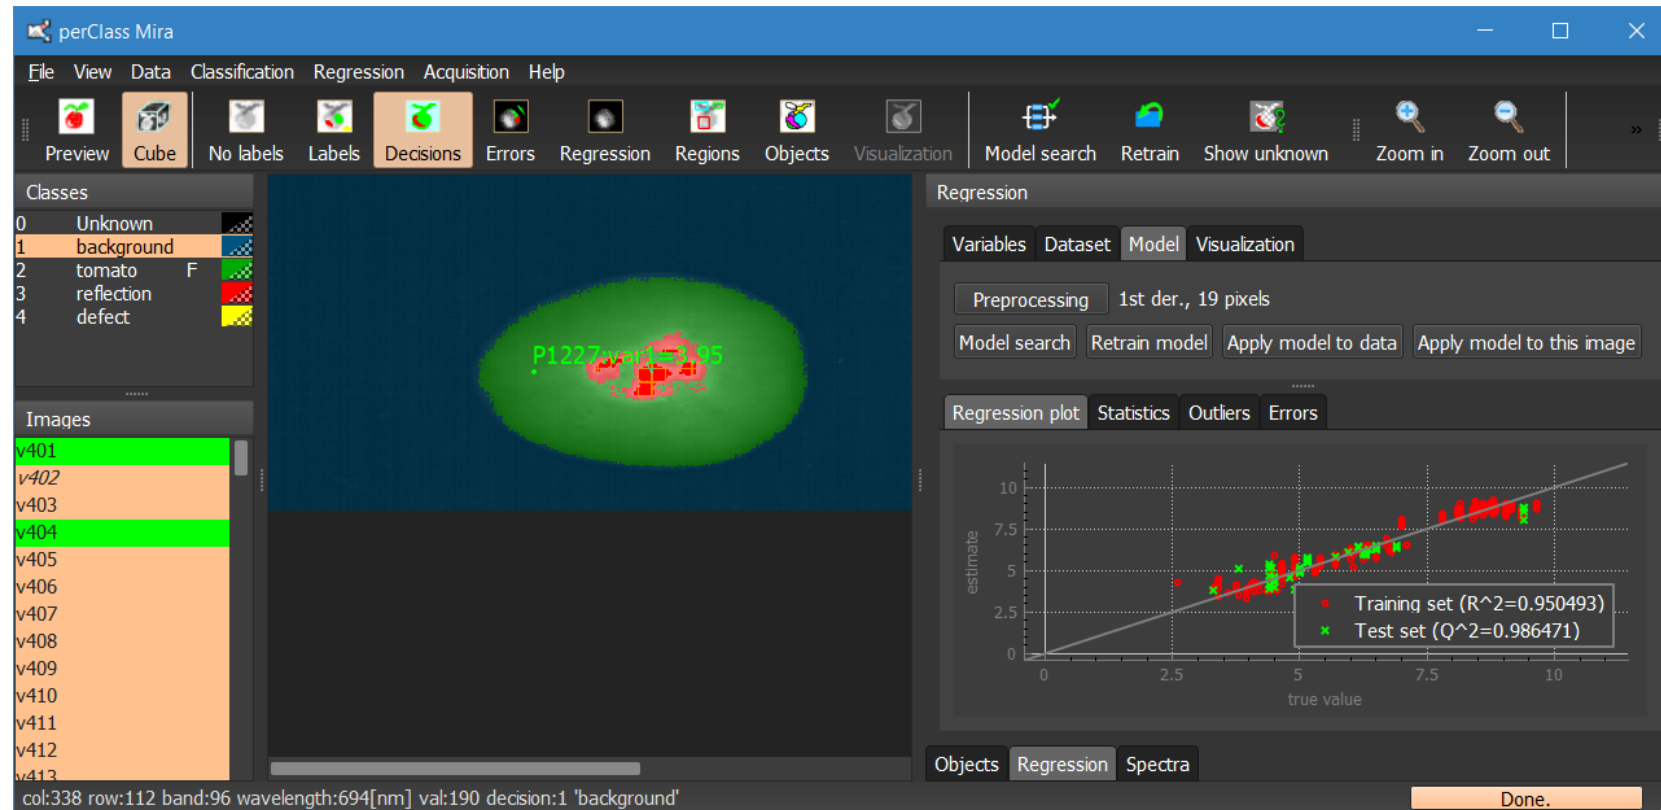 perClass Mira
File View Data Classification Regression Acquisition Help
Preview Cube No labels Labels Decisions Errors Regression Regions Objects Visualization Model search Retrain Show unknown Zoom in Zoom out »
Classes
0 Unknown
1 background
2 tomato F
3 reflection
4 defect
Images
v401
v402
v403
v404
v405
v406
v407
v408
v409
v410
v411
v412
v413
P1227:var1=3.95
Regression
Variables Dataset Model Visualization
Preprocessing 1st der., 19 pixels
Model search Retrain model Apply model to data Apply model to this image
Regression plot Statistics Outliers Errors
10
7.5
5
2.5
0
estimate
Training set (R^2=0.950493)
Test set (Q^2=0.986471)
0 2.5 5 7.5 10
true value
Objects Regression Spectra
col:338 row:112 band:96 wavelength:694[nm] val:190 decision:1 'background'
Done.